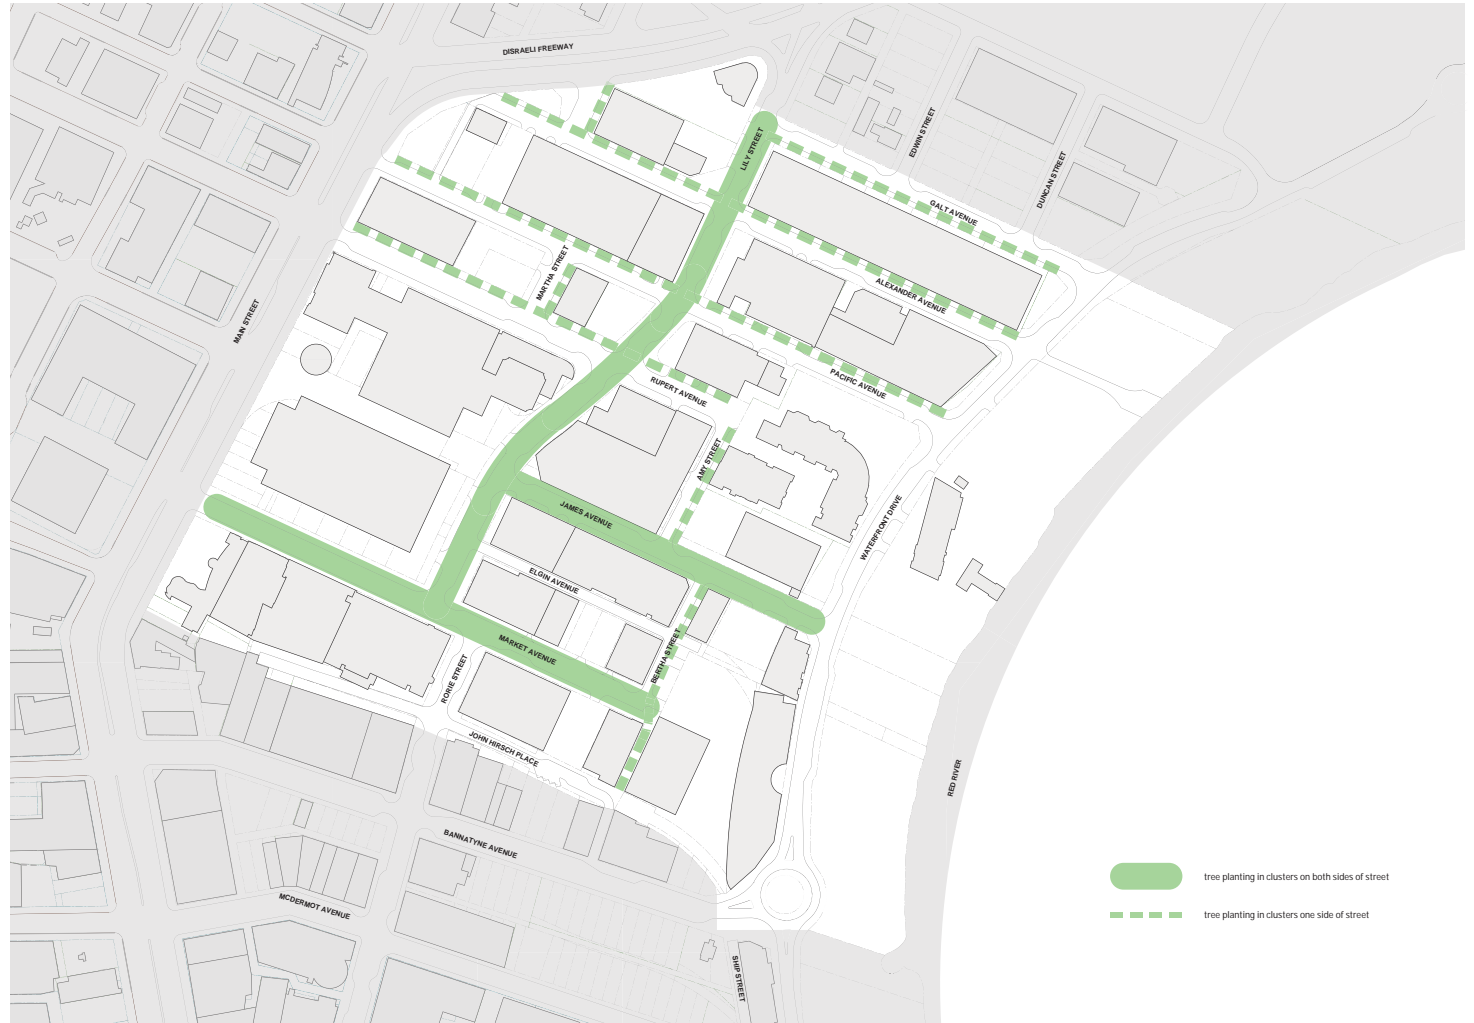 DISRAELI FREEWAY
LILY STREET
EDWIN STREET
DUNCAN STREET
GALT AVENUE
MARTHA STREET
ALEXANDER AVENUE
MAIN STREET
PACIFIC AVENUE
RUPERT AVENUE
AMY STREET
JAMES AVENUE
WATERFRONT DRIVE
ELGIN AVENUE
MARKET AVENUE
BERTHA STREET
RORIE STREET
JOHN HIRSCH PLACE
RED RIVER
BANNATYNE AVENUE
MCDERMOT AVENUE
SHIP STREET
tree planting in clusters on both sides of street
tree planting in clusters one side of street